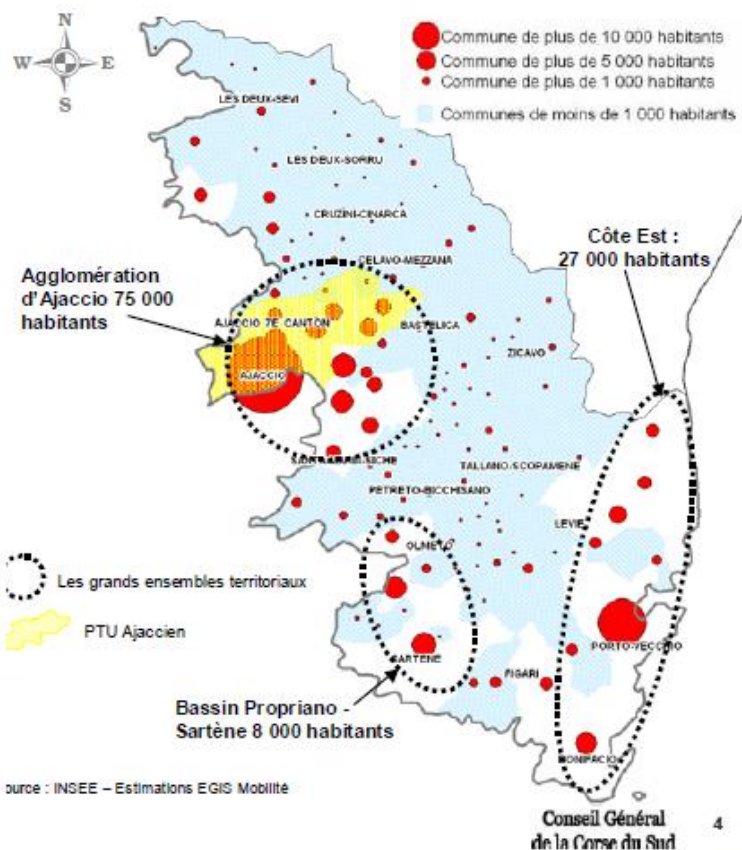 N
W E
S
Commune de plus de 10 000 habitants
Commune de plus de 5 000 habitants
Commune de plus de 1 000 habitants
Communes de moins de 1 000 habitants
LES DEUX-SEVI
LES DEUX-SORRU
CRUZINI-CINARCA
CELAVO-MEZZANA
Côte Est :
27 000 habitants
Agglomération
d'Ajaccio 75 000
habitants
AJACCIO 7E CANTON
BASTELICA
ZICAVO
AJACCIO
TALLANO-SCOPAMENE
PETRETO-BICCHISANO
LEVIE
OLMETO
Les grands ensembles territoriaux
PTU Ajaccien
PORTO-VECCHIO
SARTENE
FIGARI
Bassin Propriano -
Sartène 8 000 habitants
BONIFACIO
ource : INSEE – Estimations EGIS Mobilité
Conseil Général
de la Corse du Sud
4